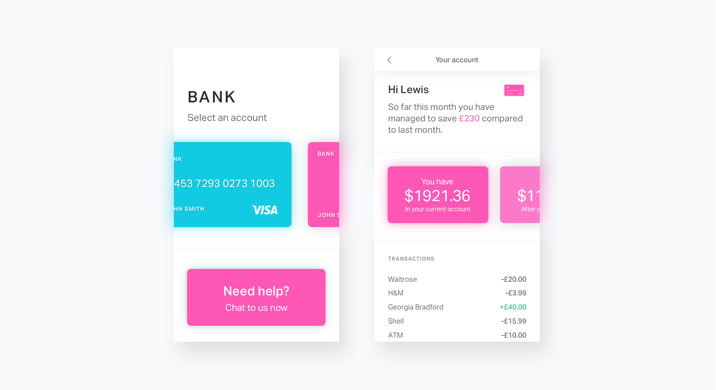 BANK
Select an account
NK
453 7293 0273 1003
HN SMITH
VISA
BANK
JOHN S
Need help?
Chat to us now
Your account
Hi Lewis
So far this month you have
managed to save £230 compared
to last month.
You have
$1921.36
In your current account
$11
After y
TRANSACTIONS
Waitrose -£20.00
H&M -£3.99
Georgia Bradford +£40.00
Shell -£15.99
ATM -£10.00